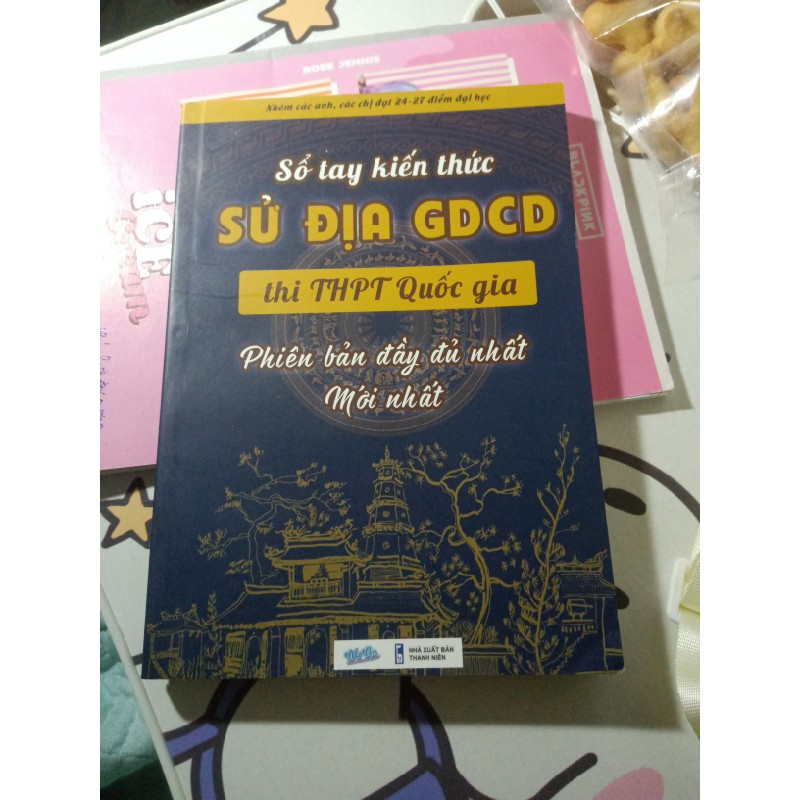 ROSE JENNIE
Nhóm các anh, các chị đạt 24-27 điểm đại học
Sổ tay kiến thức
SỬ ĐỊA GDCD
thi THPT Quốc gia
Phiên bản đầy đủ nhất
Mới nhất
NHÀ XUẤT BẢN
THANH NIÊN
BLACKPINK
iCE